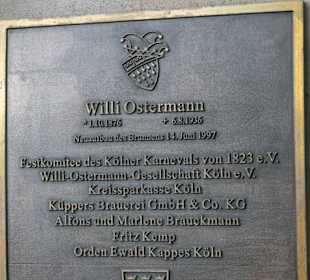 Willi Ostermann
* 1.10.1876 † 6.8.1936
Neuaufbau des Brunnens 14. Juni 1997
Festkomitee des Kölner Karnevals von 1823 e.V.
Willi-Ostermann-Gesellschaft Köln e.V.
Kreissparkasse Köln
Küppers Brauerei GmbH & Co. KG
Alfons und Marlene Brauckmann
Fritz Kemp
Orden Ewald Kappes Köln